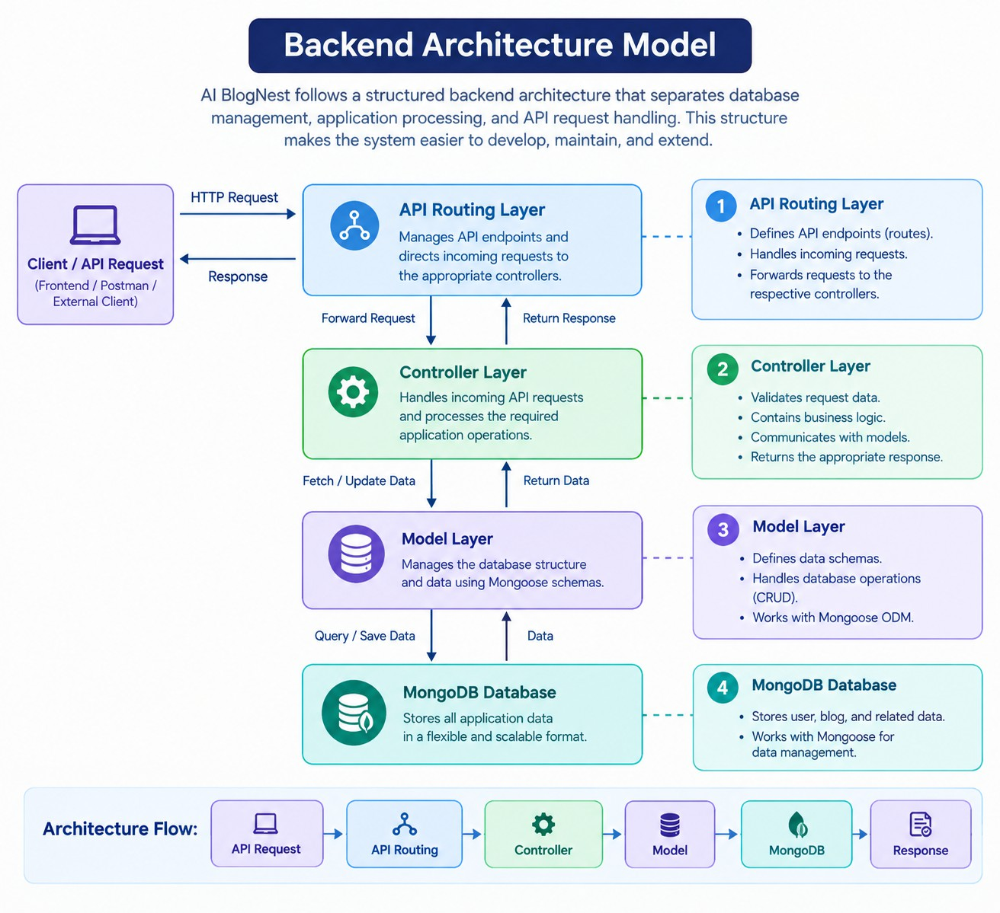 Backend Architecture Model
AI BlogNest follows a structured backend architecture that separates database
management, application processing, and API request handling. This structure
makes the system easier to develop, maintain, and extend.
Client / API Request
(Frontend / Postman /
External Client)
HTTP Request
Response
API Routing Layer
Manages API endpoints and
directs incoming requests to
the appropriate controllers.
1
API Routing Layer
• Defines API endpoints (routes).
• Handles incoming requests.
• Forwards requests to the
respective controllers.
Forward Request
Return Response
Controller Layer
Handles incoming API requests
and processes the required
application operations.
2
Controller Layer
• Validates request data.
• Contains business logic.
• Communicates with models.
• Returns the appropriate response.
Fetch / Update Data
Return Data
Model Layer
Manages the database structure
and data using Mongoose schemas.
3
Model Layer
• Defines data schemas.
• Handles database operations
(CRUD).
• Works with Mongoose ODM.
Query / Save Data
Data
MongoDB Database
Stores all application data
in a flexible and scalable format.
4
MongoDB Database
• Stores user, blog, and related data.
• Works with Mongoose for
data management.
Architecture Flow:
API Request
API Routing
Controller
Model
MongoDB
Response